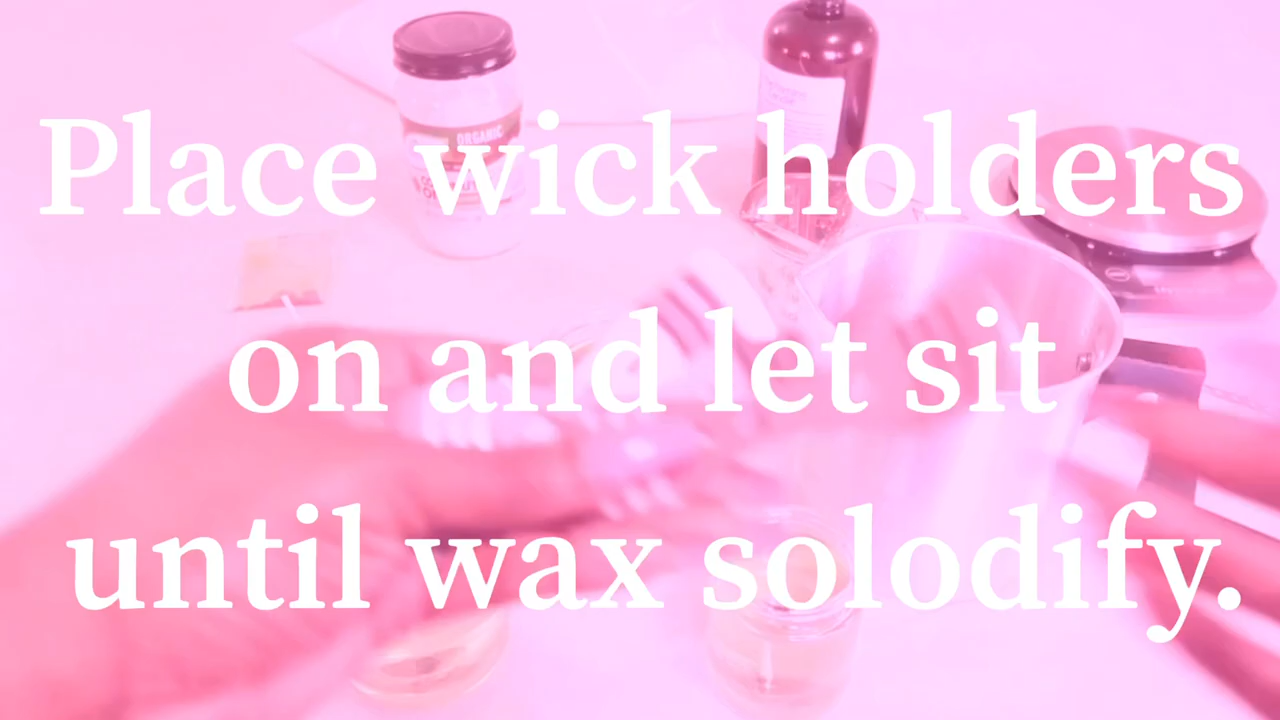 Place wick holders
on and let sit
until wax solodify.
ORGANIC